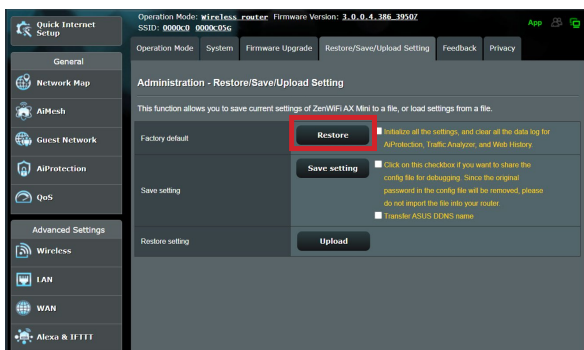 Quick Internet
Setup
Operation Mode: Wireless router Firmware Version: 3.0.0.4.386_39507
SSID: 0000C0 0000C05G
App
Operation Mode System Firmware Upgrade Restore/Save/Upload Setting Feedback Privacy
General
Network Map
AiMesh
Guest Network
AiProtection
QoS
Advanced Settings
Wireless
LAN
WAN
Alexa & IFTTT
Administration - Restore/Save/Upload Setting
This function allows you to save current settings of ZenWiFi AX Mini to a file, or load settings from a file.
Factory default
Restore
Initialize all the settings, and clear all the data log for
AiProtection, Traffic Analyzer, and Web History.
Save setting
Save setting
Click on this checkbox if you want to share the
config file for debugging. Since the original
password in the config file will be removed, please
do not import the file into your router.
Transfer ASUS DDNS name
Restore setting
Upload